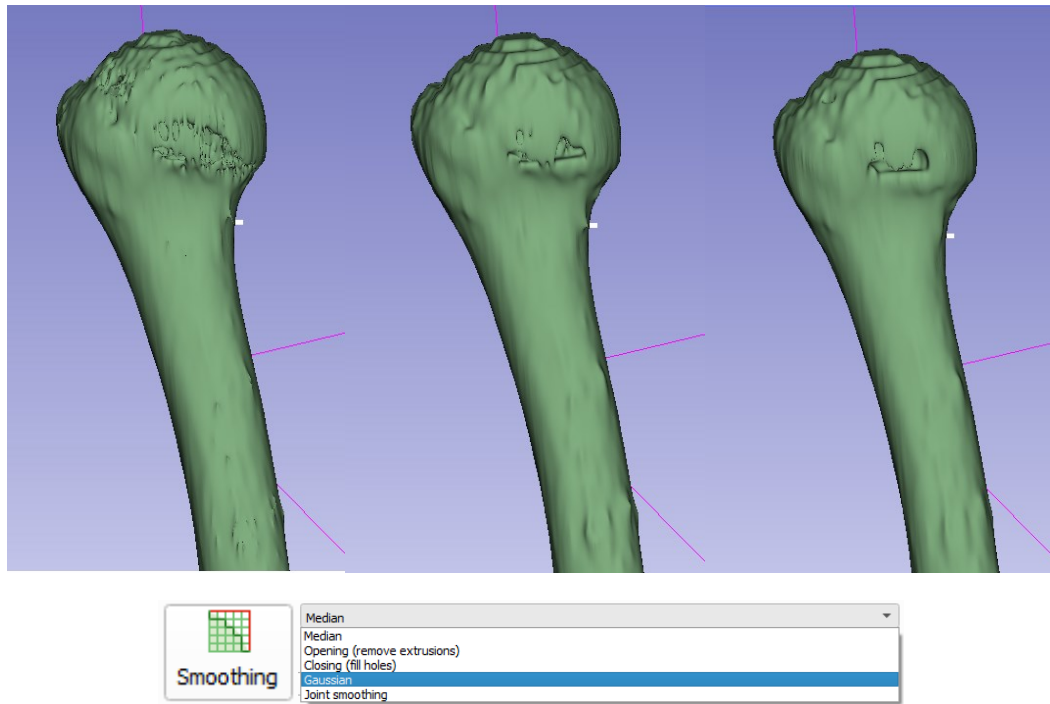 Smoothing
Median
Median
Opening (remove extrusions)
Closing (fill holes)
Gaussian
Joint smoothing